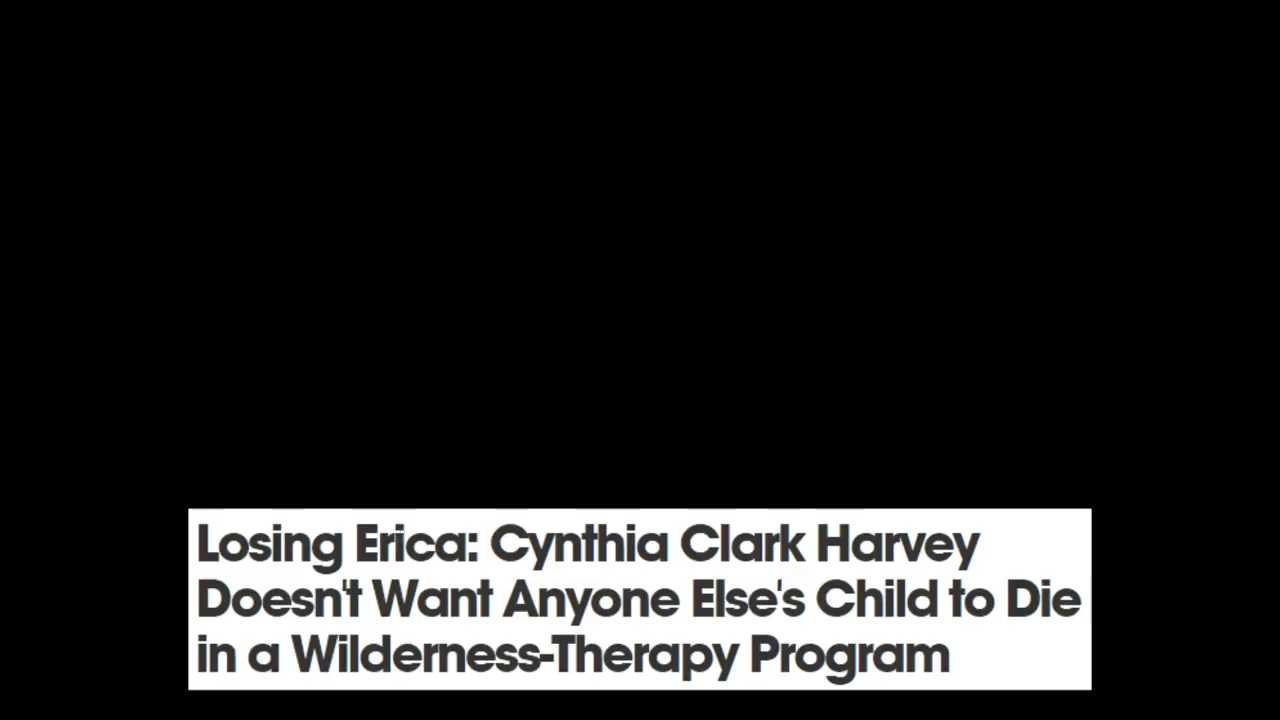 Losing Erica: Cynthia Clark Harvey
Doesn't Want Anyone Else's Child to Die
in a Wilderness-Therapy Program